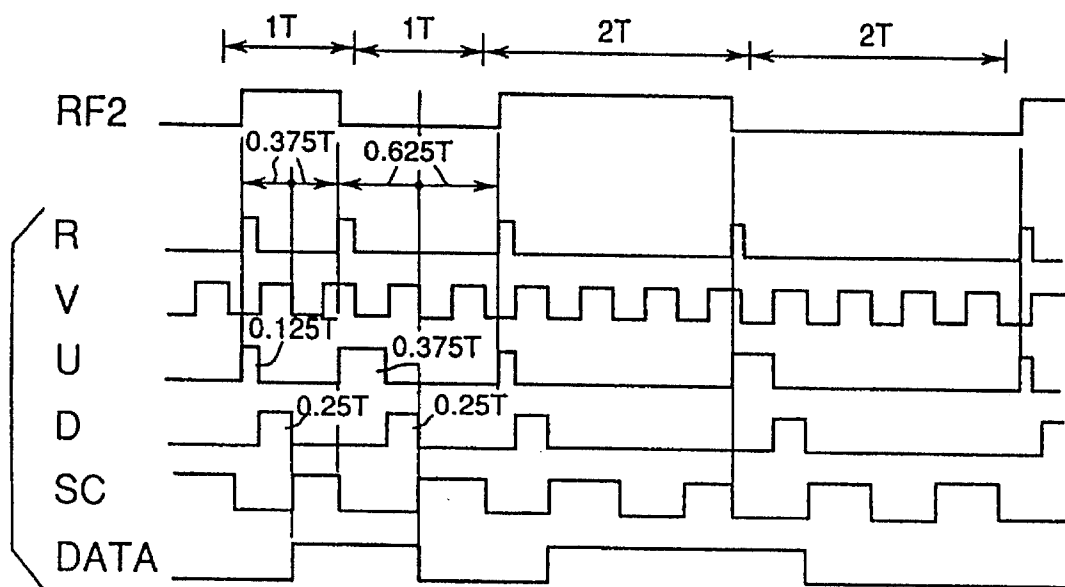 1T 1T 2T 2T
RF2
0.375T 0.625T
R
V
0.125T
U 0.375T
0.25T 0.25T
D
SC
DATA